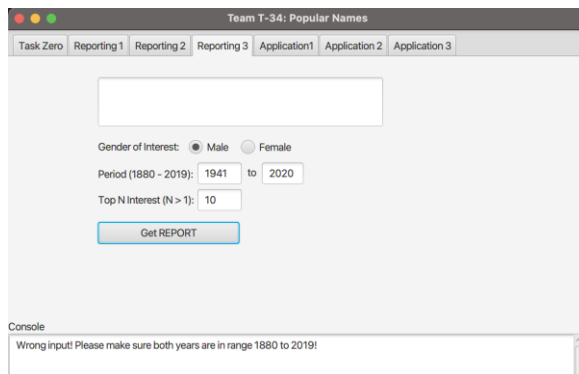 Team T-34: Popular Names
Task Zero Reporting 1 Reporting 2 Reporting 3 Application1 Application 2 Application 3
Gender of Interest: Male Female
Period (1880 - 2019): 1941 to 2020
Top N Interest (N > 1): 10
Get REPORT
Console
Wrong input! Please make sure both years are in range 1880 to 2019!